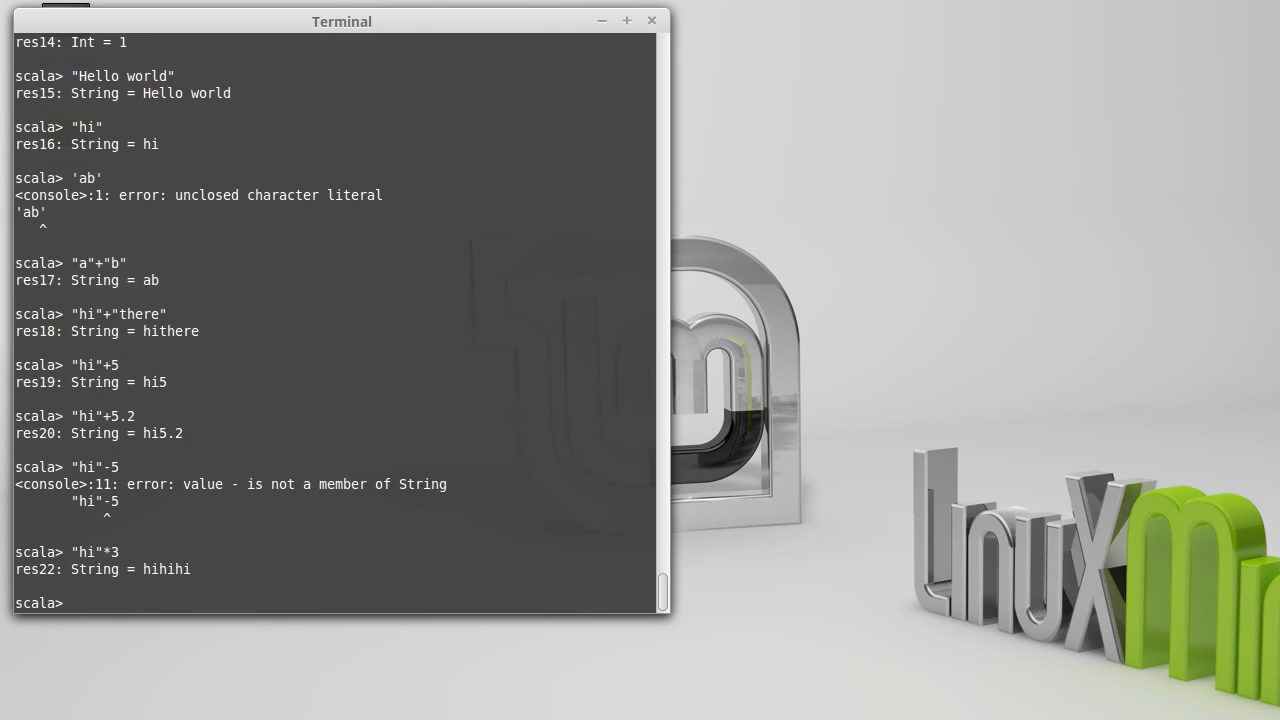 Terminal
res14: Int = 1
scala> "Hello world"
res15: String = Hello world
scala> "hi"
res16: String = hi
scala> 'ab'
<console>:1: error: unclosed character literal
'ab'
   ^
scala> "a"+"b"
res17: String = ab
scala> "hi"+"there"
res18: String = hithere
scala> "hi"+5
res19: String = hi5
scala> "hi"+5.2
res20: String = hi5.2
scala> "hi"-5
<console>:11: error: value - is not a member of String
       "hi"-5
           ^
scala> "hi"*3
res22: String = hihihi
scala>
LinuxMin